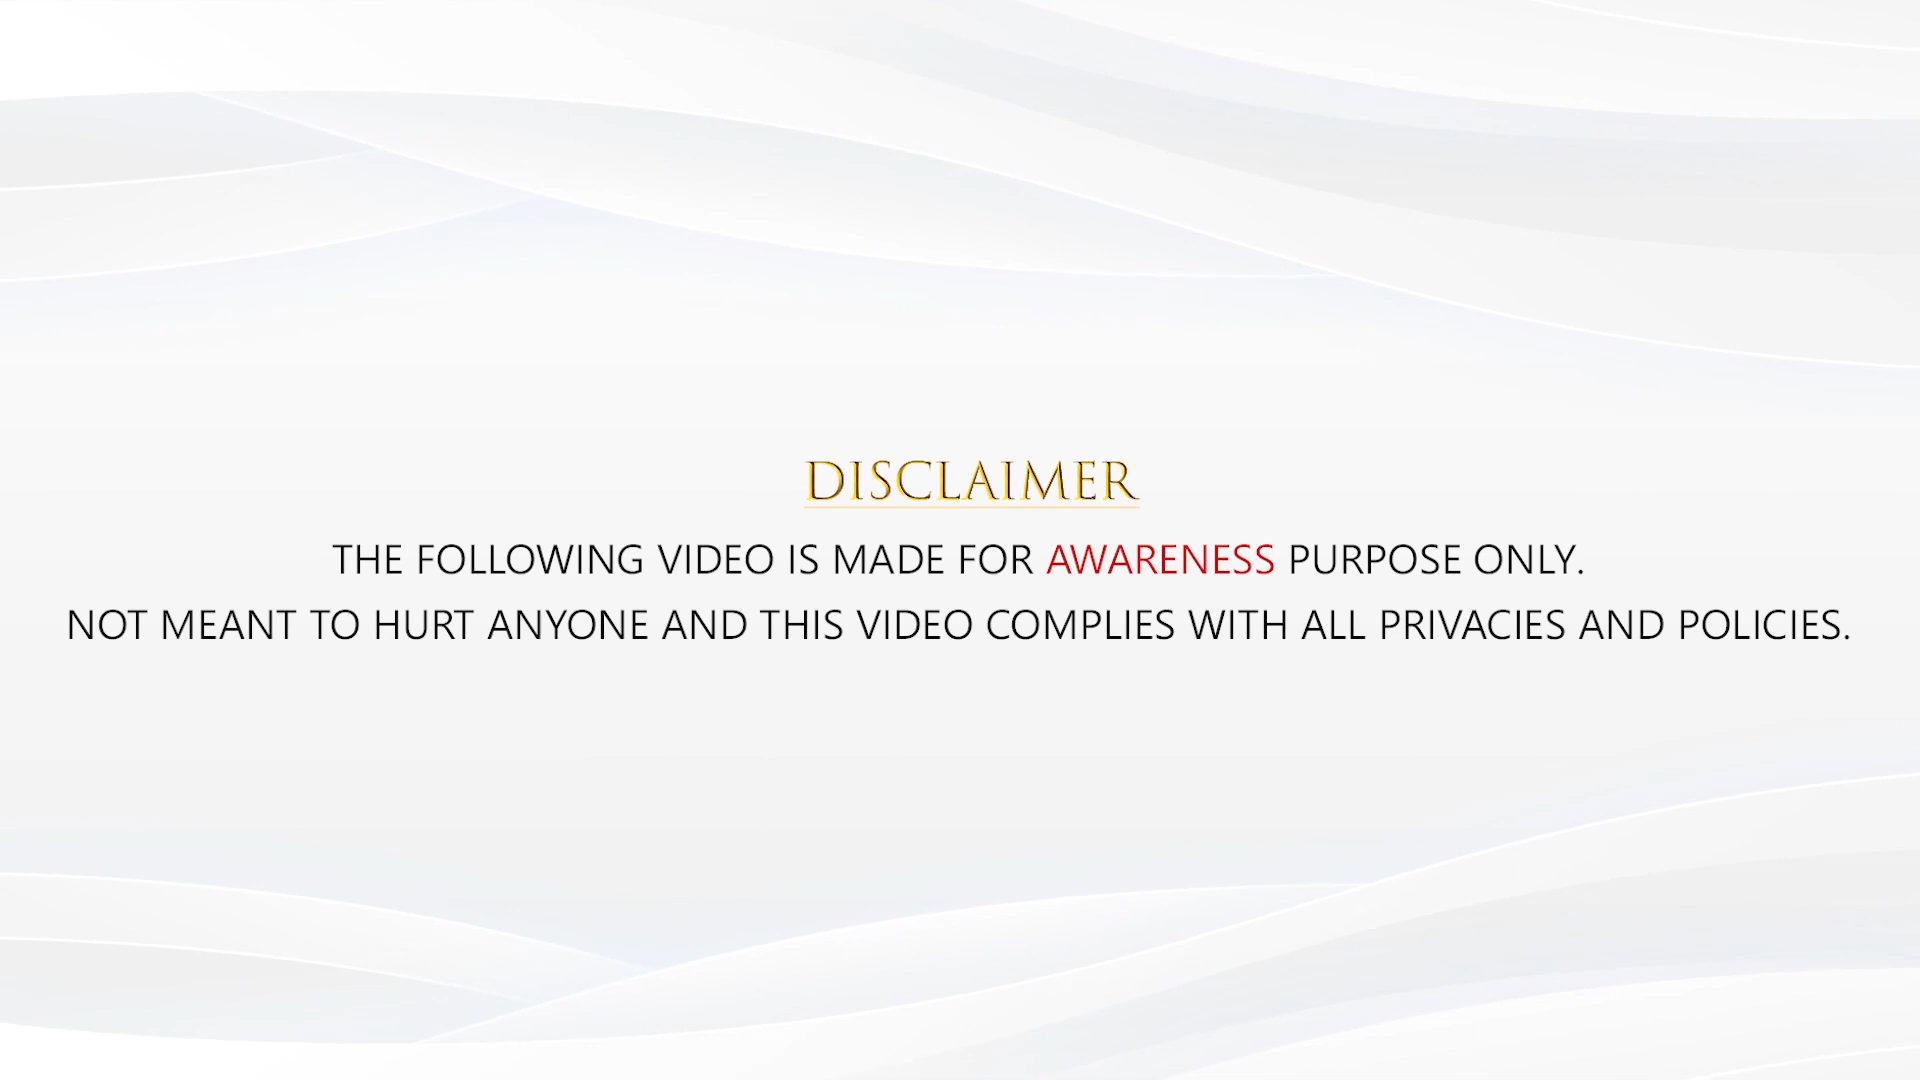 DISCLAIMER
THE FOLLOWING VIDEO IS MADE FOR AWARENESS PURPOSE ONLY.
NOT MEANT TO HURT ANYONE AND THIS VIDEO COMPLIES WITH ALL PRIVACIES AND POLICIES.